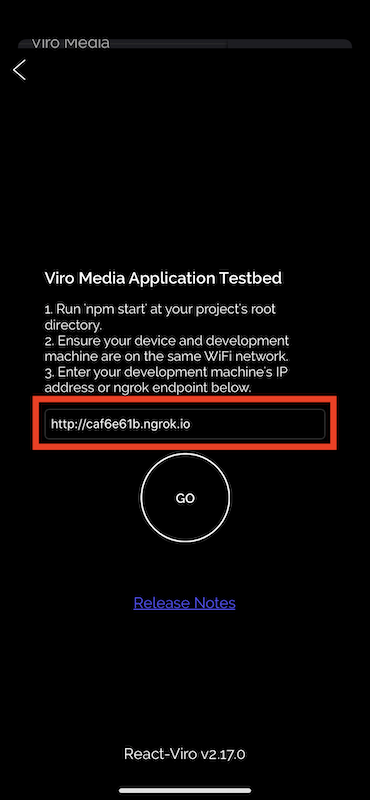 Viro Media
Viro Media Application Testbed
1. Run 'npm start' at your project's root
directory.
2. Ensure your device and development
machine are on the same WiFi network.
3. Enter your development machine's IP
address or ngrok endpoint below.
http://caf6e61b.ngrok.io
GO
Release Notes
React-Viro v2.17.0